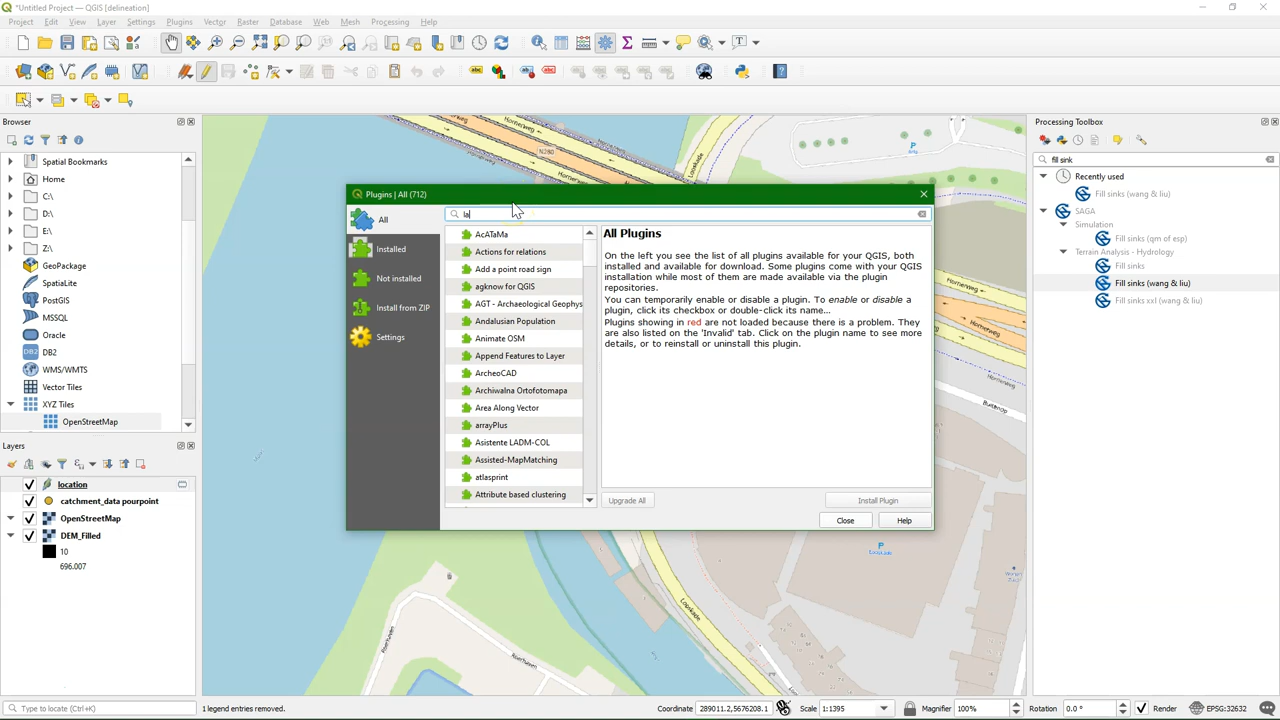 *Untitled Project — QGIS [delineation]
Project Edit View Layer Settings Plugins Vector Raster Database Web Mesh Processing Help
Browser
Spatial Bookmarks
Home
C:\
D:\
E:\
Z:\
GeoPackage
SpatiaLite
PostGIS
MSSQL
Oracle
DB2
WMS/WMTS
Vector Tiles
XYZ Tiles
OpenStreetMap
Layers
location
catchment_data pourpoint
OpenStreetMap
DEM_Filled
10
696.007
Hornerweg
Hornerweg
N280
Hornerweg
Hornerweg
Loopkade
P
Hornerweg
Buitenop
Hornerweg
P
Loopkade
Roerhaven
Roerhaven
Plugins | All (712)
All
Installed
Not installed
Install from ZIP
Settings
la
AcATaMa
Actions for relations
Add a point road sign
agknow for QGIS
AGT - Archaeological Geophys
Andalusian Population
Animate OSM
Append Features to Layer
ArcheoCAD
Archiwalna Ortofotomapa
Area Along Vector
arrayPlus
Asistente LADM-COL
Assisted-MapMatching
atlasprint
Attribute based clustering
All Plugins
On the left you see the list of all plugins available for your QGIS, both
installed and available for download. Some plugins come with your QGIS
installation while most of them are made available via the plugin
repositories.
You can temporarily enable or disable a plugin. To enable or disable a
plugin, click its checkbox or double-click its name...
Plugins showing in red are not loaded because there is a problem. They
are also listed on the 'Invalid' tab. Click on the plugin name to see more
details, or to reinstall or uninstall this plugin.
Upgrade All
Install Plugin
Close
Help
Processing Toolbox
fill sink
Recently used
Fill sinks (wang & liu)
SAGA
Simulation
Fill sinks (qm of esp)
Terrain Analysis - Hydrology
Fill sinks
Fill sinks (wang & liu)
Fill sinks xxl (wang & liu)
Type to locate (Ctrl+K)
1 legend entries removed.
Coordinate 289011.2,5676208.1
Scale 1:1395
Magnifier 100%
Rotation 0.0 °
Render
EPSG:32632